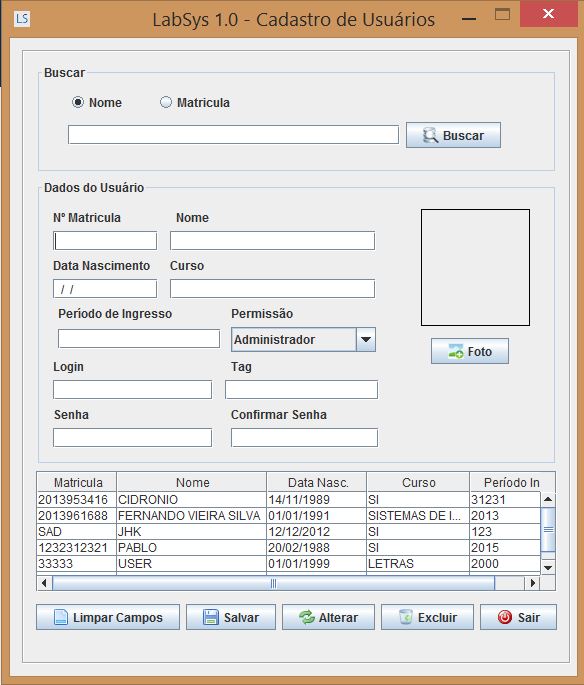 LS LabSys 1.0 - Cadastro de Usuários
Buscar
Nome Matricula
Buscar
Dados do Usuário
Nº Matricula Nome
Data Nascimento Curso
/ /
Período de Ingresso Permissão
Administrador
Foto
Login Tag
Senha Confirmar Senha
Matricula Nome Data Nasc. Curso Período In
2013953416 CIDRONIO 14/11/1989 SI 31231
2013961688 FERNANDO VIEIRA SILVA 01/01/1991 SISTEMAS DE I... 2013
SAD JHK 12/12/2012 SI 123
1232312321 PABLO 20/02/1988 SI 2015
33333 USER 01/01/1999 LETRAS 2000
Limpar Campos Salvar Alterar Excluir Sair